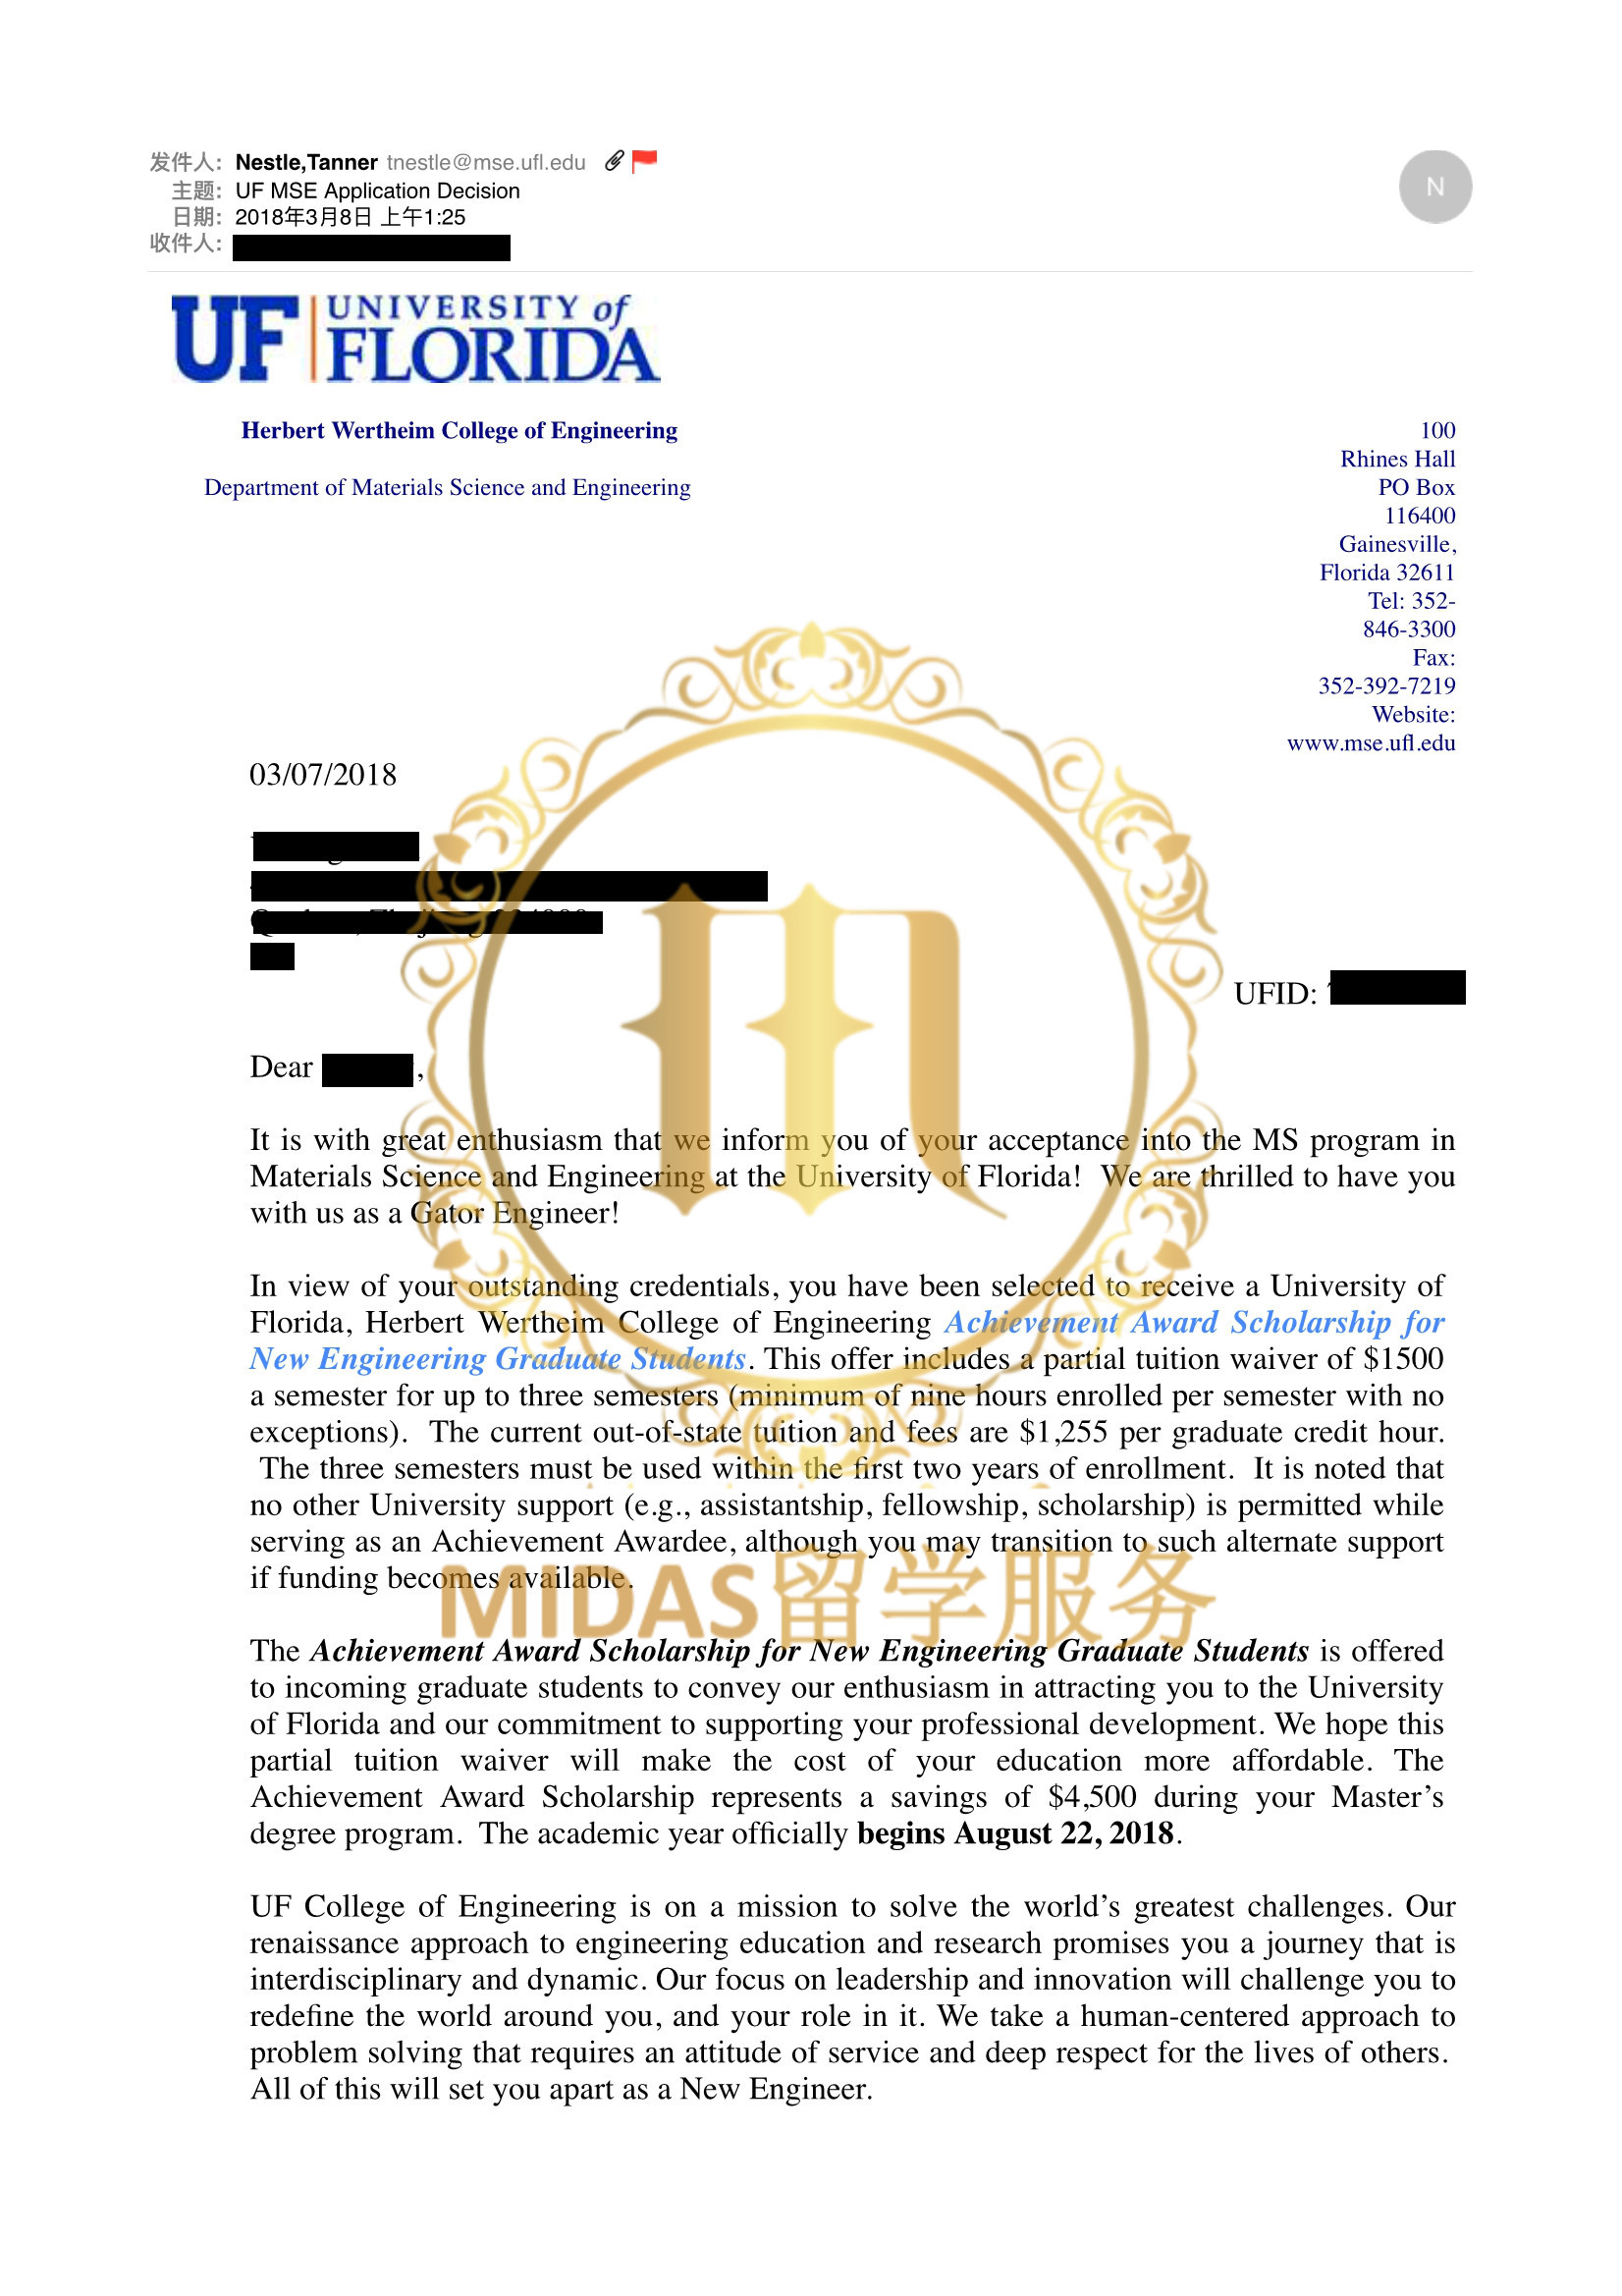 发件人: Nestle,Tanner tnestle@mse.ufl.edu
主题: UF MSE Application Decision
日期: 2018年3月8日 上午1:25
收件人:
N
UF UNIVERSITY of
FLORIDA
Herbert Wertheim College of Engineering
Department of Materials Science and Engineering
100
Rhines Hall
PO Box
116400
Gainesville,
Florida 32611
Tel: 352-
846-3300
Fax:
352-392-7219
Website:
www.mse.ufl.edu
03/07/2018
UFID:
Dear ,
It is with great enthusiasm that we inform you of your acceptance into the MS program in
Materials Science and Engineering at the University of Florida! We are thrilled to have you
with us as a Gator Engineer!
In view of your outstanding credentials, you have been selected to receive a University of
Florida, Herbert Wertheim College of Engineering Achievement Award Scholarship for
New Engineering Graduate Students. This offer includes a partial tuition waiver of $1500
a semester for up to three semesters (minimum of nine hours enrolled per semester with no
exceptions). The current out-of-state tuition and fees are $1,255 per graduate credit hour.
The three semesters must be used within the first two years of enrollment. It is noted that
no other University support (e.g., assistantship, fellowship, scholarship) is permitted while
serving as an Achievement Awardee, although you may transition to such alternate support
if funding becomes available.
MIDAS留学服务
The Achievement Award Scholarship for New Engineering Graduate Students is offered
to incoming graduate students to convey our enthusiasm in attracting you to the University
of Florida and our commitment to supporting your professional development. We hope this
partial tuition waiver will make the cost of your education more affordable. The
Achievement Award Scholarship represents a savings of $4,500 during your Master's
degree program. The academic year officially begins August 22, 2018.
UF College of Engineering is on a mission to solve the world's greatest challenges. Our
renaissance approach to engineering education and research promises you a journey that is
interdisciplinary and dynamic. Our focus on leadership and innovation will challenge you to
redefine the world around you, and your role in it. We take a human-centered approach to
problem solving that requires an attitude of service and deep respect for the lives of others.
All of this will set you apart as a New Engineer.